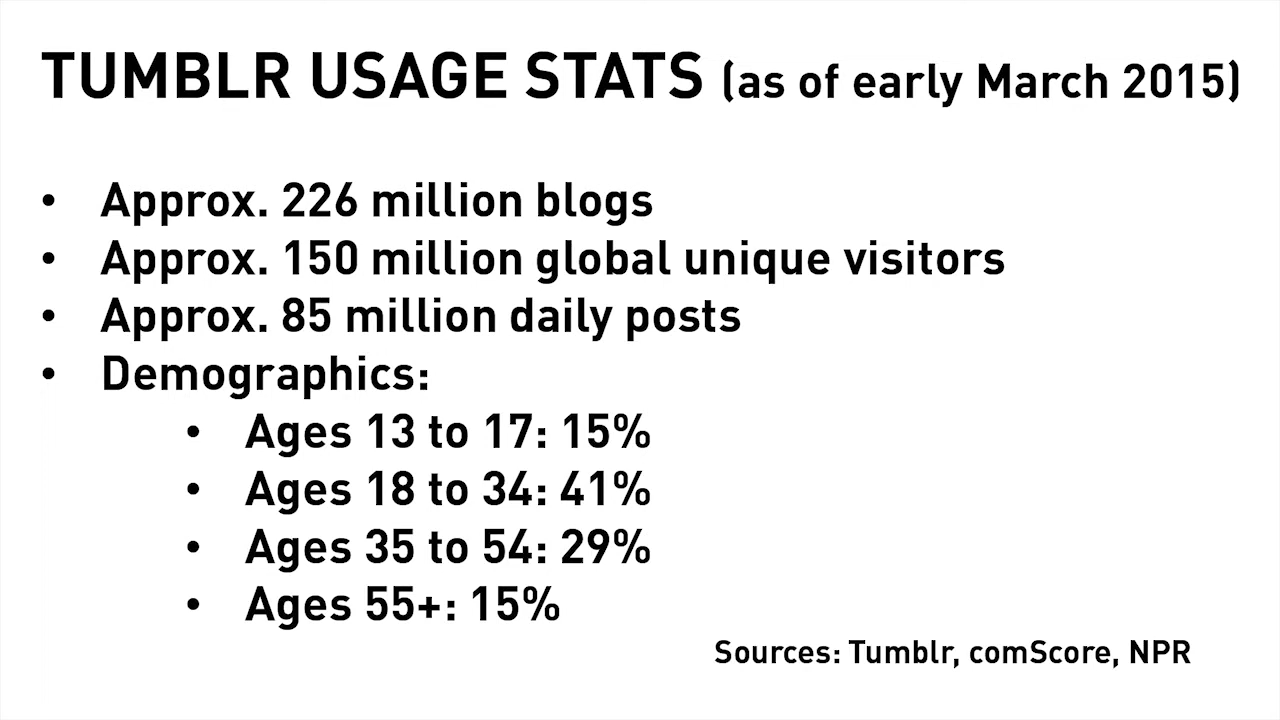 TUMBLR USAGE STATS (as of early March 2015)
• Approx. 226 million blogs
• Approx. 150 million global unique visitors
• Approx. 85 million daily posts
• Demographics:
• Ages 13 to 17: 15%
• Ages 18 to 34: 41%
• Ages 35 to 54: 29%
• Ages 55+: 15%
Sources: Tumblr, comScore, NPR